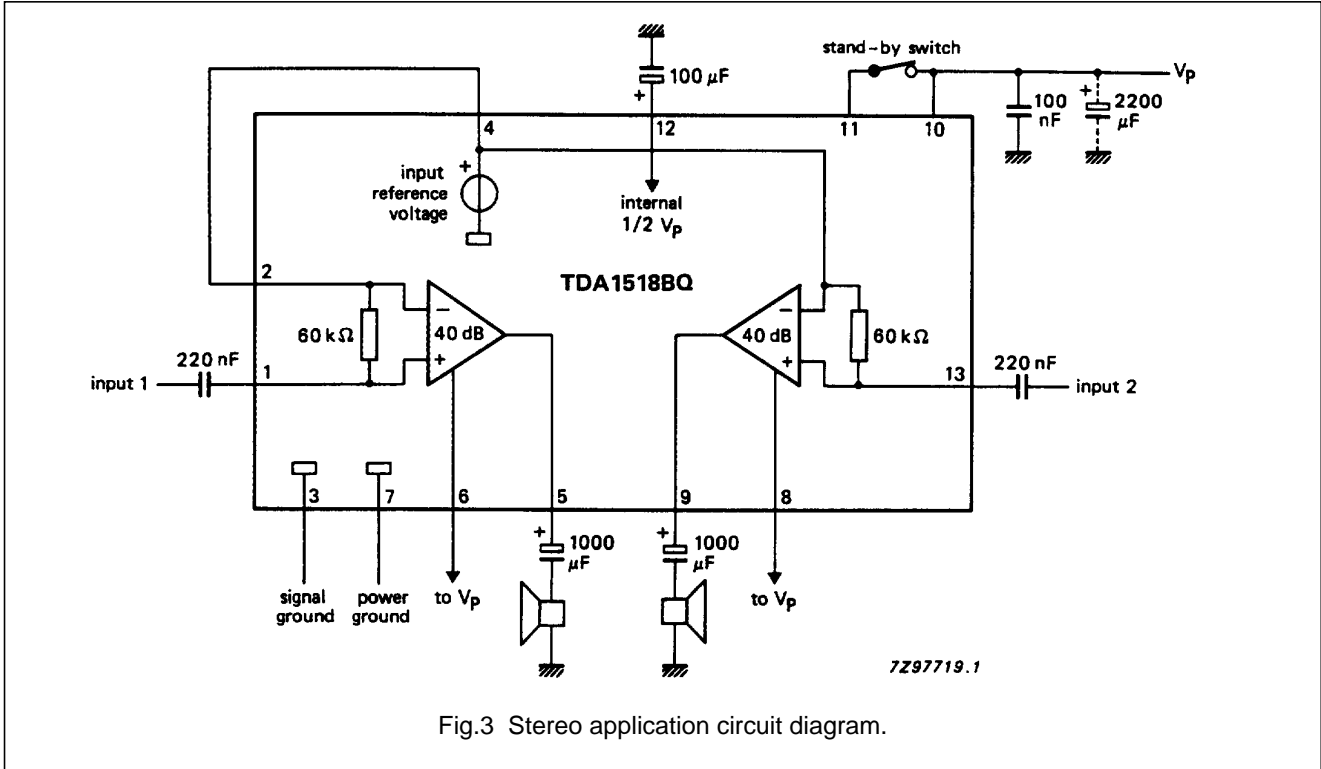 stand-by switch
100 μF
+
Vp
11
10
100
nF
+
2200
μF
4
12
+
input
reference
voltage
internal
1/2 Vp
2
TDA1518BQ
60 kΩ
−
40 dB
+
−
40 dB
+
60 kΩ
220 nF
input 1
1
13
220 nF
input 2
3
7
6
5
9
8
signal
ground
power
ground
to Vp
+
1000
μF
+
1000
μF
to Vp
7Z97719.1
Fig.3 Stereo application circuit diagram.